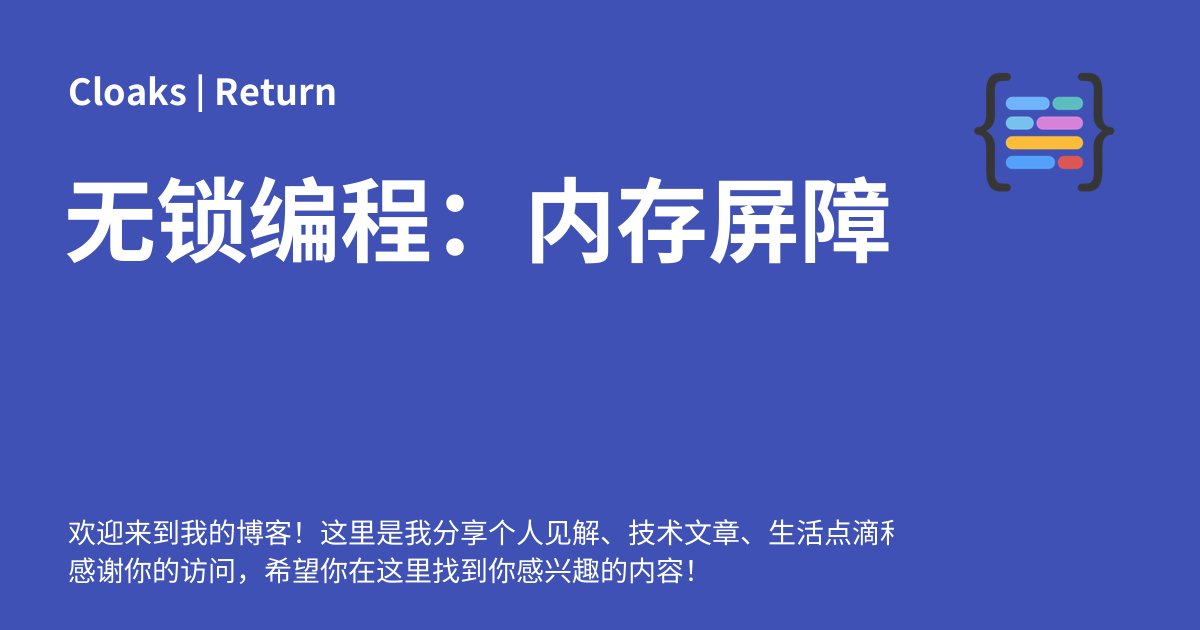 Cloaks | Return
无锁编程：内存屏障
欢迎来到我的博客！这里是我分享个人见解、技术文章、生活点滴
感谢你的访问，希望你在这里找到你感兴趣的内容！